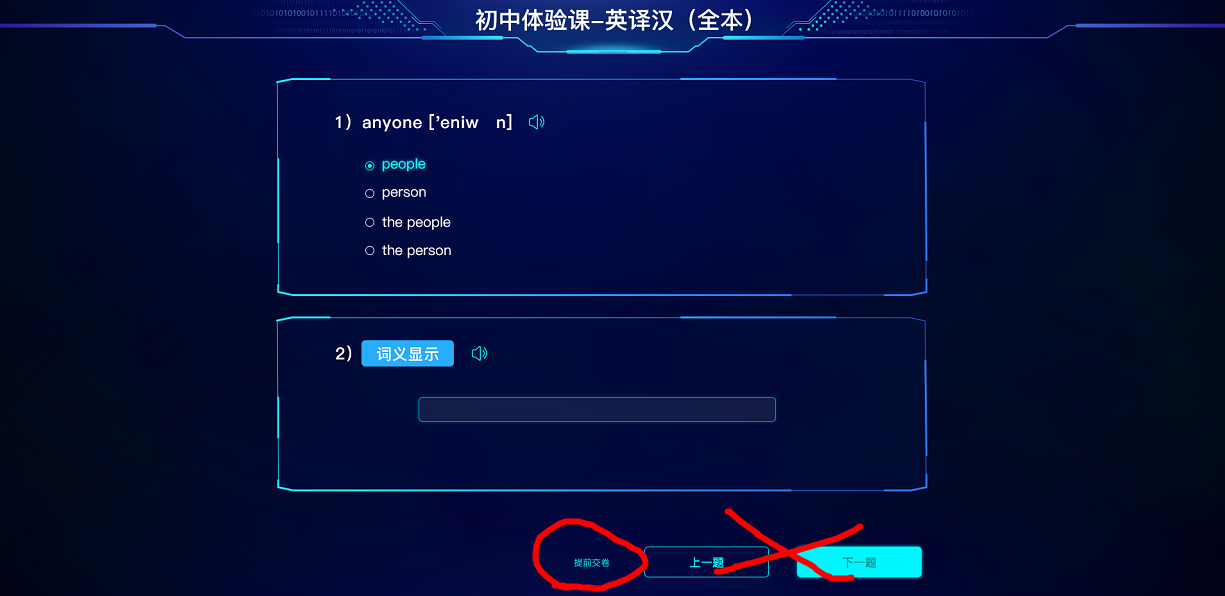 初中体验课-英译汉（全本）
1）anyone ['eniw n]
people
person
the people
the person
2）词义显示
提前交卷 上一题 下一题